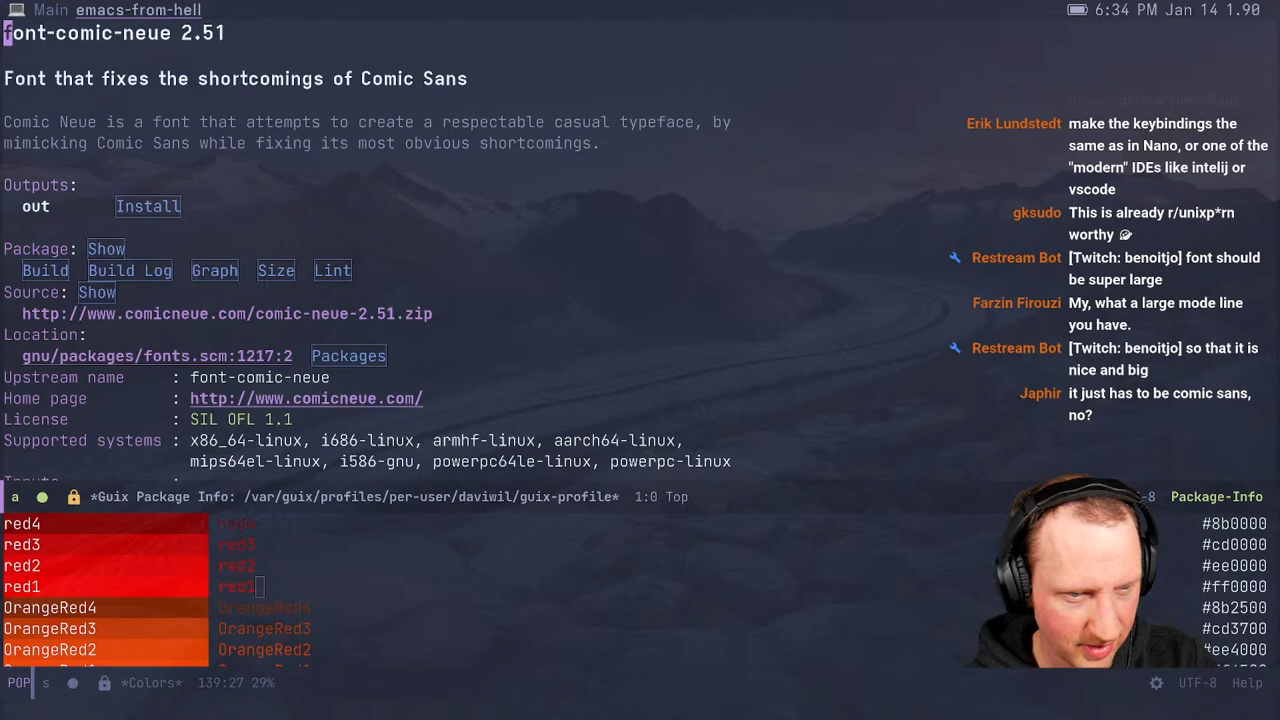 Main emacs-from-hell
6:34 PM Jan 14 1.90
font-comic-neue 2.51
Font that fixes the shortcomings of Comic Sans
Comic Neue is a font that attempts to create a respectable casual typeface, by
mimicking Comic Sans while fixing its most obvious shortcomings.
Outputs:
out Install
Package: Show
Build Build Log Graph Size Lint
Source: Show
http://www.comicneue.com/comic-neue-2.51.zip
Location:
gnu/packages/fonts.scm:1217:2 Packages
Upstream name : font-comic-neue
Home page : http://www.comicneue.com/
License : SIL OFL 1.1
Supported systems : x86_64-linux, i686-linux, armhf-linux, aarch64-linux,
mips64el-linux, i586-gnu, powerpc64le-linux, powerpc-linux
a *Guix Package Info: /var/guix/profiles/per-user/daviwil/guix-profile* 1:0 Top
-8 Package-Info
red4 red4 #8b0000
red3 red3 #cd0000
red2 red2 #ee0000
red1 red1 #ff0000
OrangeRed4 OrangeRed4 #8b2500
OrangeRed3 OrangeRed3 #cd3700
OrangeRed2 OrangeRed2 #ee4000
POP s *Colors* 139:27 29%
UTF-8 Help
Erik Lundstedt make the keybindings the
same as in Nano, or one of the
"modern" IDEs like intelij or
vscode
gksudo This is already r/unixp*rn
worthy
Restream Bot [Twitch: benoitjo] font should
be super large
Farzin Firouzi My, what a large mode line
you have.
Restream Bot [Twitch: benoitjo] so that it is
nice and big
Japhir it just has to be comic sans,
no?